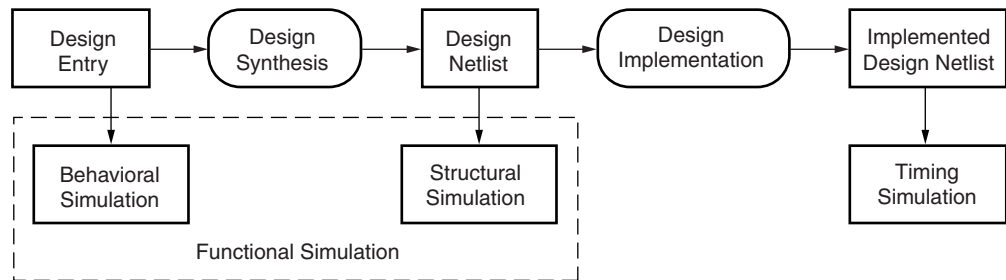 Design
Entry
Design
Synthesis
Design
Netlist
Design
Implementation
Implemented
Design Netlist
Behavioral
Simulation
Structural
Simulation
Timing
Simulation
Functional Simulation